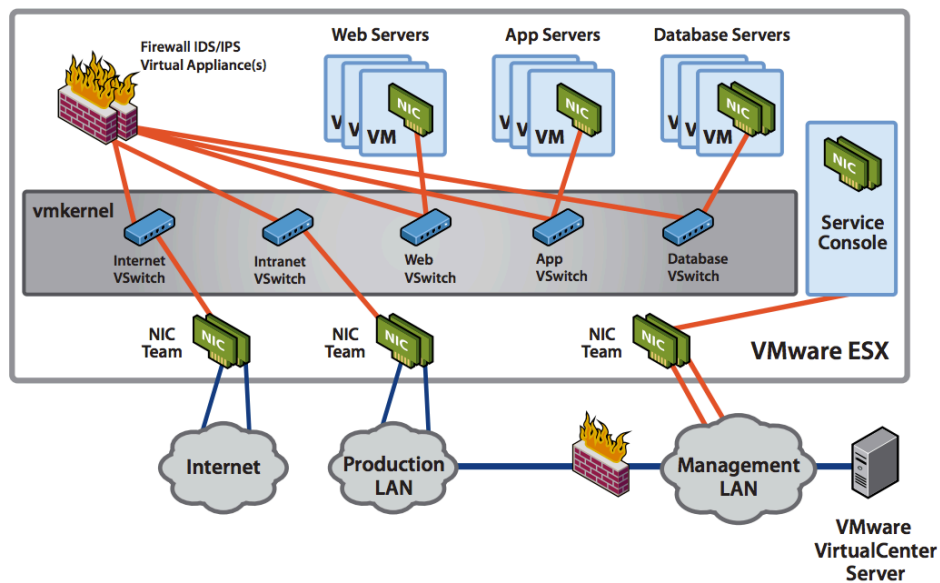 Firewall IDS/IPS
Virtual Appliance(s)
Web Servers
App Servers
Database Servers
NIC
V
V
VM
NIC
V
V
VM
NIC
V
V
VM
NIC
Service
Console
vmkernel
Internet
VSwitch
Intranet
VSwitch
Web
VSwitch
App
VSwitch
Database
VSwitch
NIC
Team
NIC
NIC
Team
NIC
NIC
Team
NIC
VMware ESX
Internet
Production
LAN
Management
LAN
VMware
VirtualCenter
Server